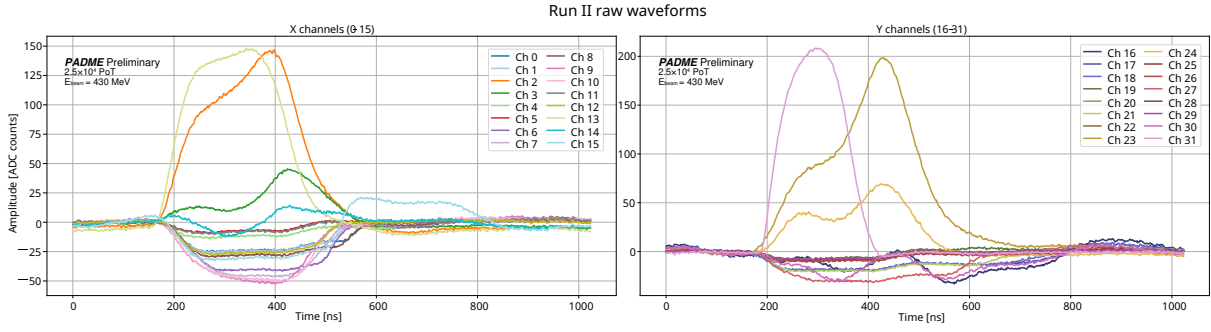 Run II raw waveforms
X channels (0-15)
PADME Preliminary
2.5×10⁴ PoT
Ebeam = 430 MeV
Ch 0
Ch 1
Ch 2
Ch 3
Ch 4
Ch 5
Ch 6
Ch 7
Ch 8
Ch 9
Ch 10
Ch 11
Ch 12
Ch 13
Ch 14
Ch 15
Amplitude [ADC counts]
150
125
100
75
50
25
0
−25
−50
0 200 400 600 800 1000
Time [ns]
Y channels (16-31)
PADME Preliminary
2.5×10⁴ PoT
Ebeam = 430 MeV
Ch 16
Ch 17
Ch 18
Ch 19
Ch 20
Ch 21
Ch 22
Ch 23
Ch 24
Ch 25
Ch 26
Ch 27
Ch 28
Ch 29
Ch 30
Ch 31
200
150
100
50
0
0 200 400 600 800 1000
Time [ns]